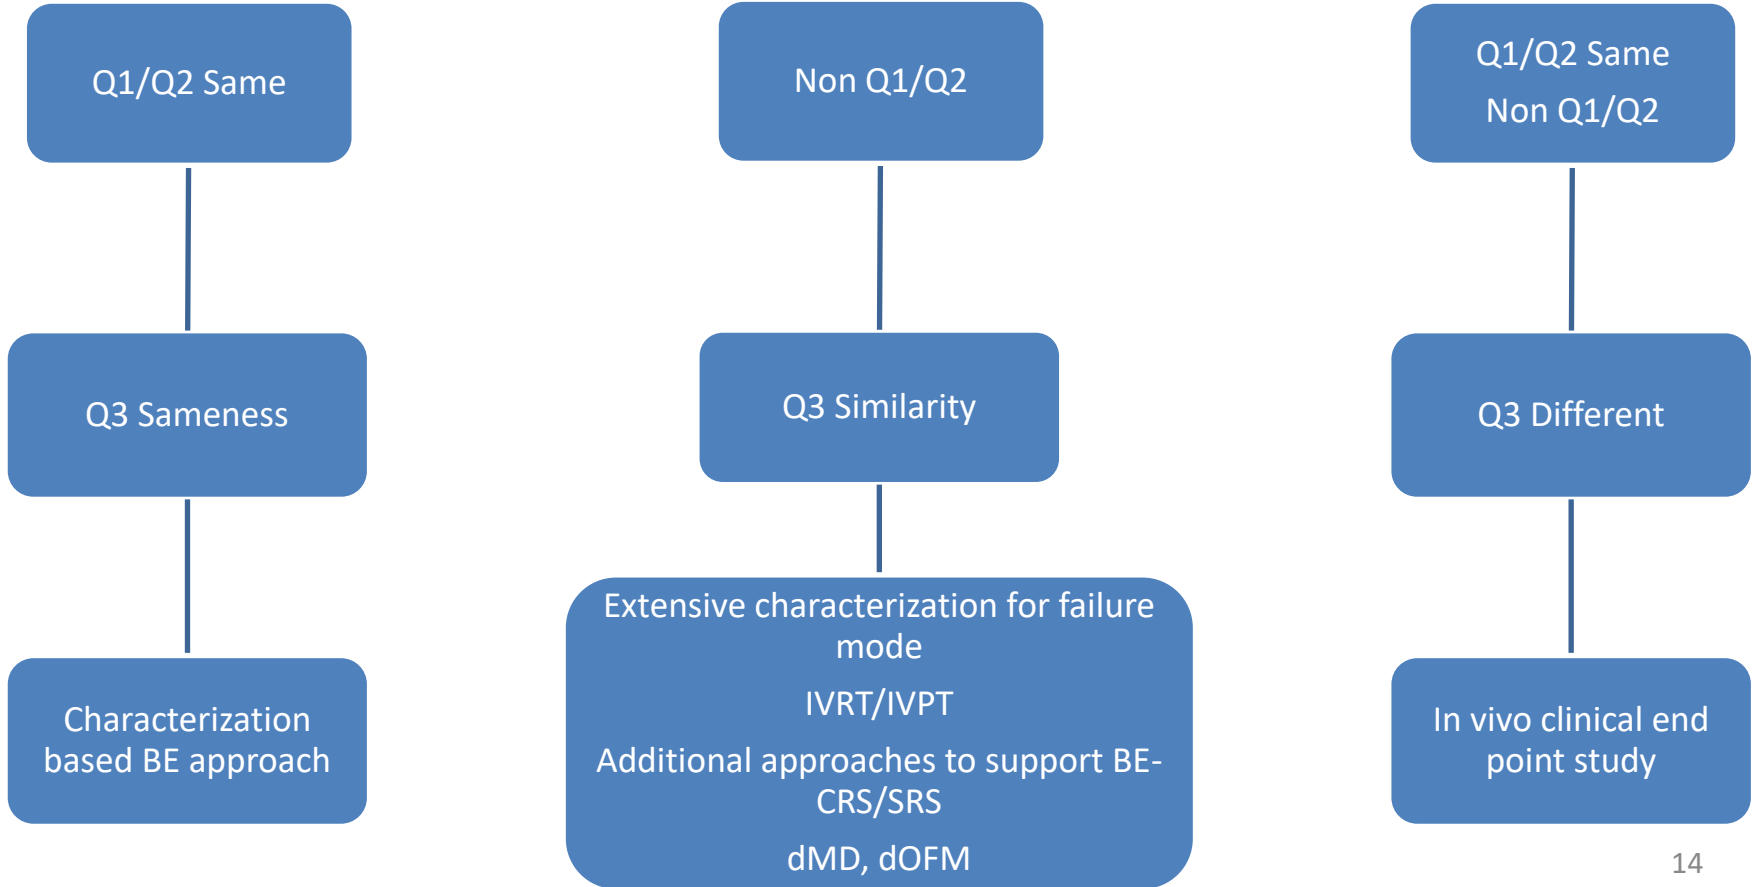 Q1/Q2 Same
Q3 Sameness
Characterization
based BE approach
Non Q1/Q2
Q3 Similarity
Extensive characterization for failure
mode
IVRT/IVPT
Additional approaches to support BE-
CRS/SRS
dMD, dOFM
Q1/Q2 Same
Non Q1/Q2
Q3 Different
In vivo clinical end
point study
14